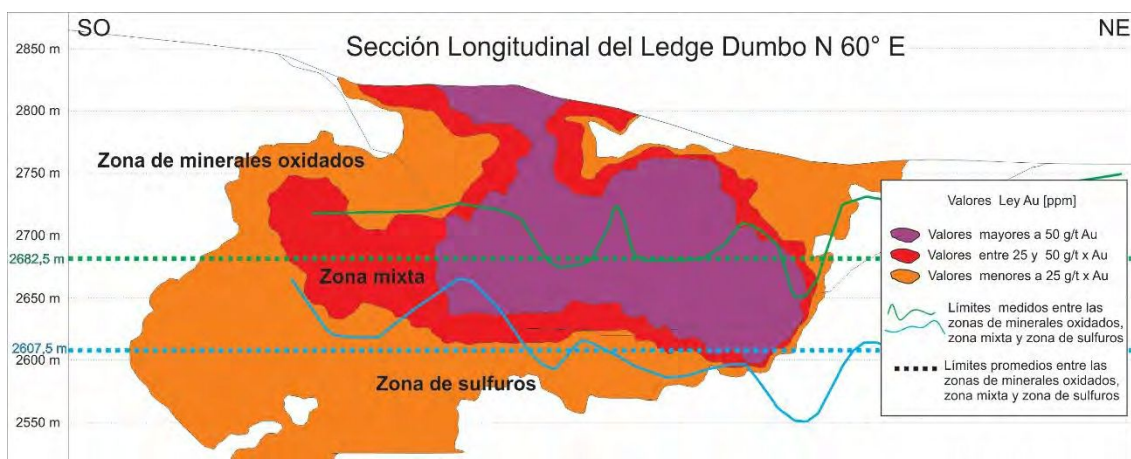 SO
NE
Sección Longitudinal del Ledge Dumbo N 60° E
2850 m
2800 m
Zona de minerales oxidados
2750 m
2700 m
2682,5 m
Zona mixta
2650 m
2607,5 m
2600 m
Zona de sulfuros
2550 m
Valores Ley Au [ppm]
Valores mayores a 50 g/t Au
Valores entre 25 y 50 g/t x Au
Valores menores a 25 g/t x Au
Límites medidos entre las
zonas de minerales oxidados,
zona mixta y zona de sulfuros
Límites promedios entre las
zonas de minerales oxidados,
zona mixta y zona de sulfuros